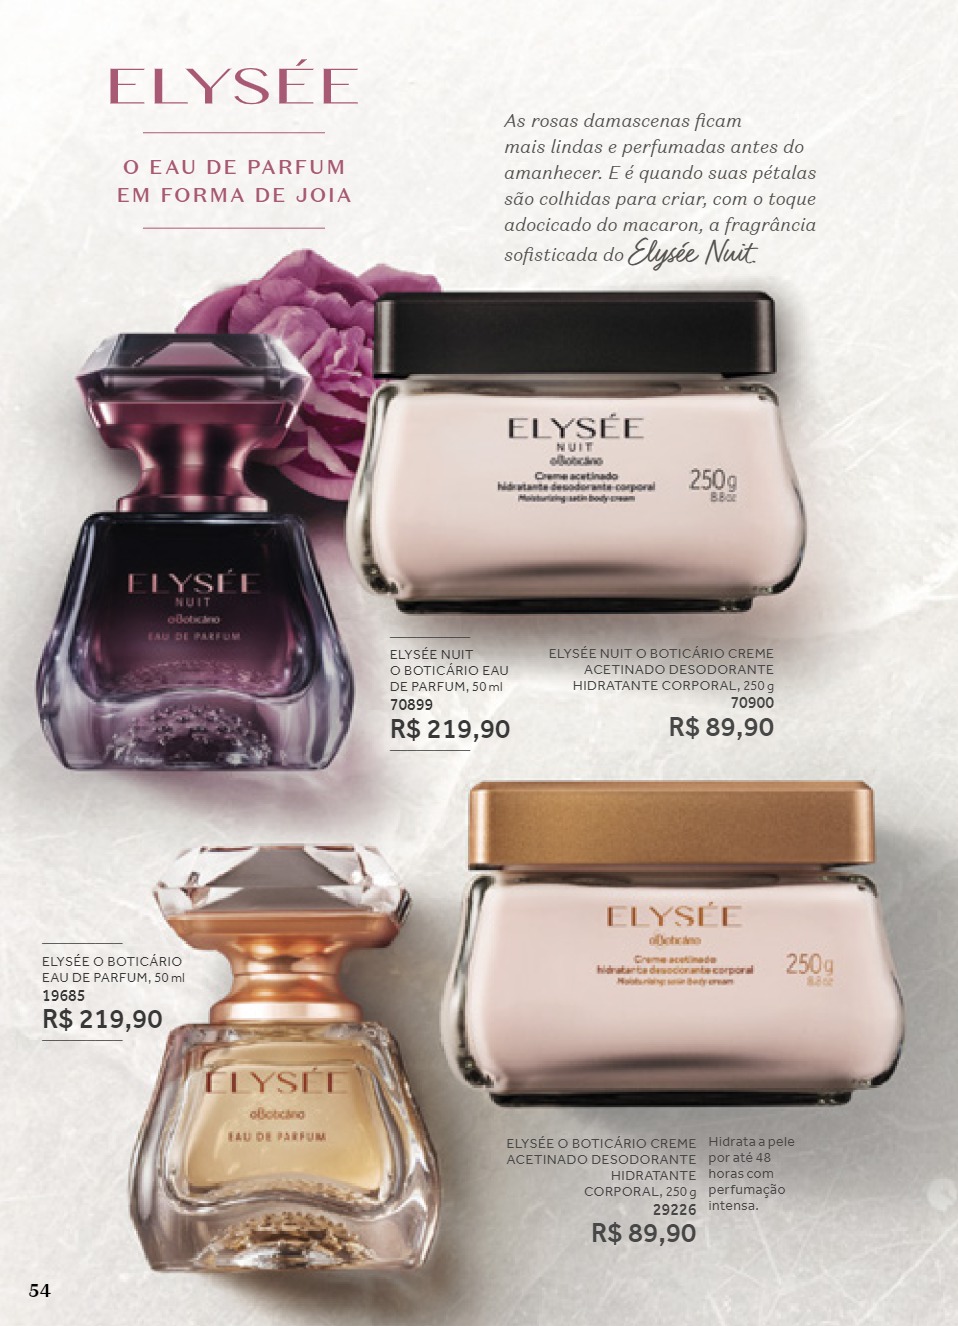 ELYSÉE
O EAU DE PARFUM
EM FORMA DE JOIA
As rosas damascenas ficam
mais lindas e perfumadas antes do
amanhecer. E é quando suas pétalas
são colhidas para criar, com o toque
adocicado do macaron, a fragrância
sofisticada do Elysée Nuit.
ELYSÉE
NUIT
oBoticário
Creme acetinado
hidratante desodorante corporal
Moisturizing satin body cream
250g
8.8oz
ELYSÉE
NUIT
oBoticário
EAU DE PARFUM
ELYSÉE NUIT
O BOTICÁRIO EAU
DE PARFUM, 50 ml
70899
R$ 219,90
ELYSÉE NUIT O BOTICÁRIO CREME
ACETINADO DESODORANTE
HIDRATANTE CORPORAL, 250 g
70900
R$ 89,90
ELYSÉE
oBoticário
Creme acetinado
hidratante desodorante corporal
Moisturizing satin body cream
250g
8.8oz
ELYSÉE O BOTICÁRIO
EAU DE PARFUM, 50 ml
19685
R$ 219,90
ELYSÉE
oBoticário
EAU DE PARFUM
ELYSÉE O BOTICÁRIO CREME
ACETINADO DESODORANTE
HIDRATANTE
CORPORAL, 250 g
29226
R$ 89,90
Hidrata a pele
por até 48
horas com
perfumação
intensa.
54